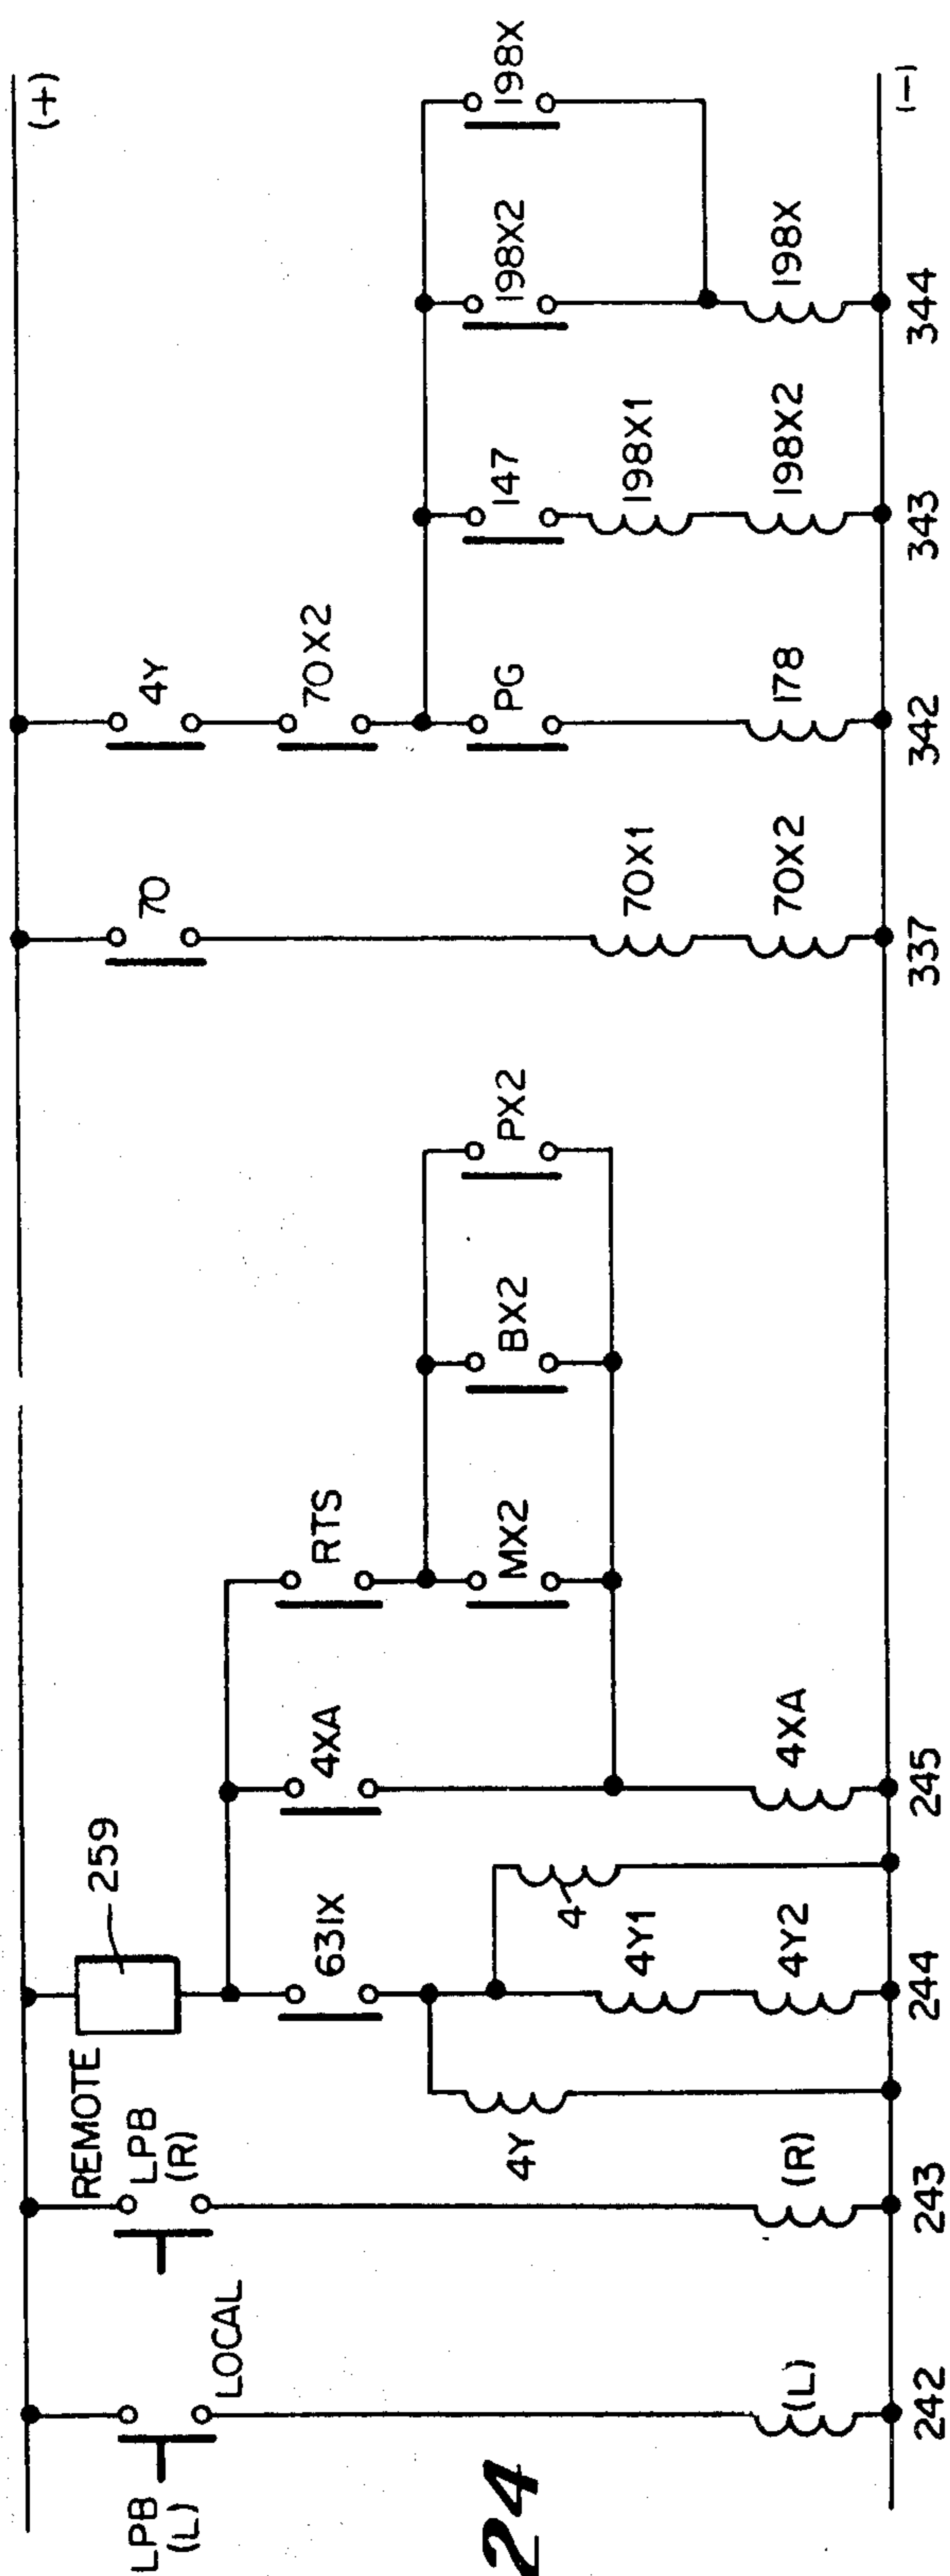 (+)
REMOTE
259
LPB
(L)
LOCAL
LPB
(R)
631X
4XA
RTS
70
4Y
70X2
4Y
4
4Y1
4Y2
MX2
BX2
PX2
PG
147
198X2
198X
(L)
(R)
4XA
70X1
70X2
178
198X1
198X2
198X
(-)
242
243
244
245
337
342
343
344
24